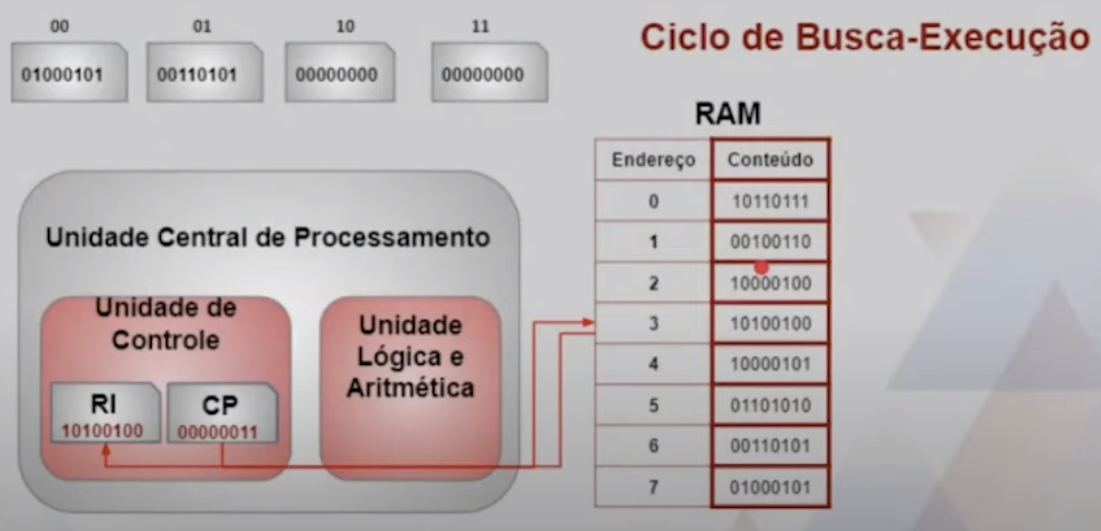 00 01 10 11
01000101 00110101 00000000 00000000
Ciclo de Busca-Execução
RAM
Endereço Conteúdo
0 10110111
1 00100110
2 10000100
3 10100100
4 10000101
5 01101010
6 00110101
7 01000101
Unidade Central de Processamento
Unidade de
Controle
RI
10100100
CP
00000011
Unidade
Lógica e
Aritmética